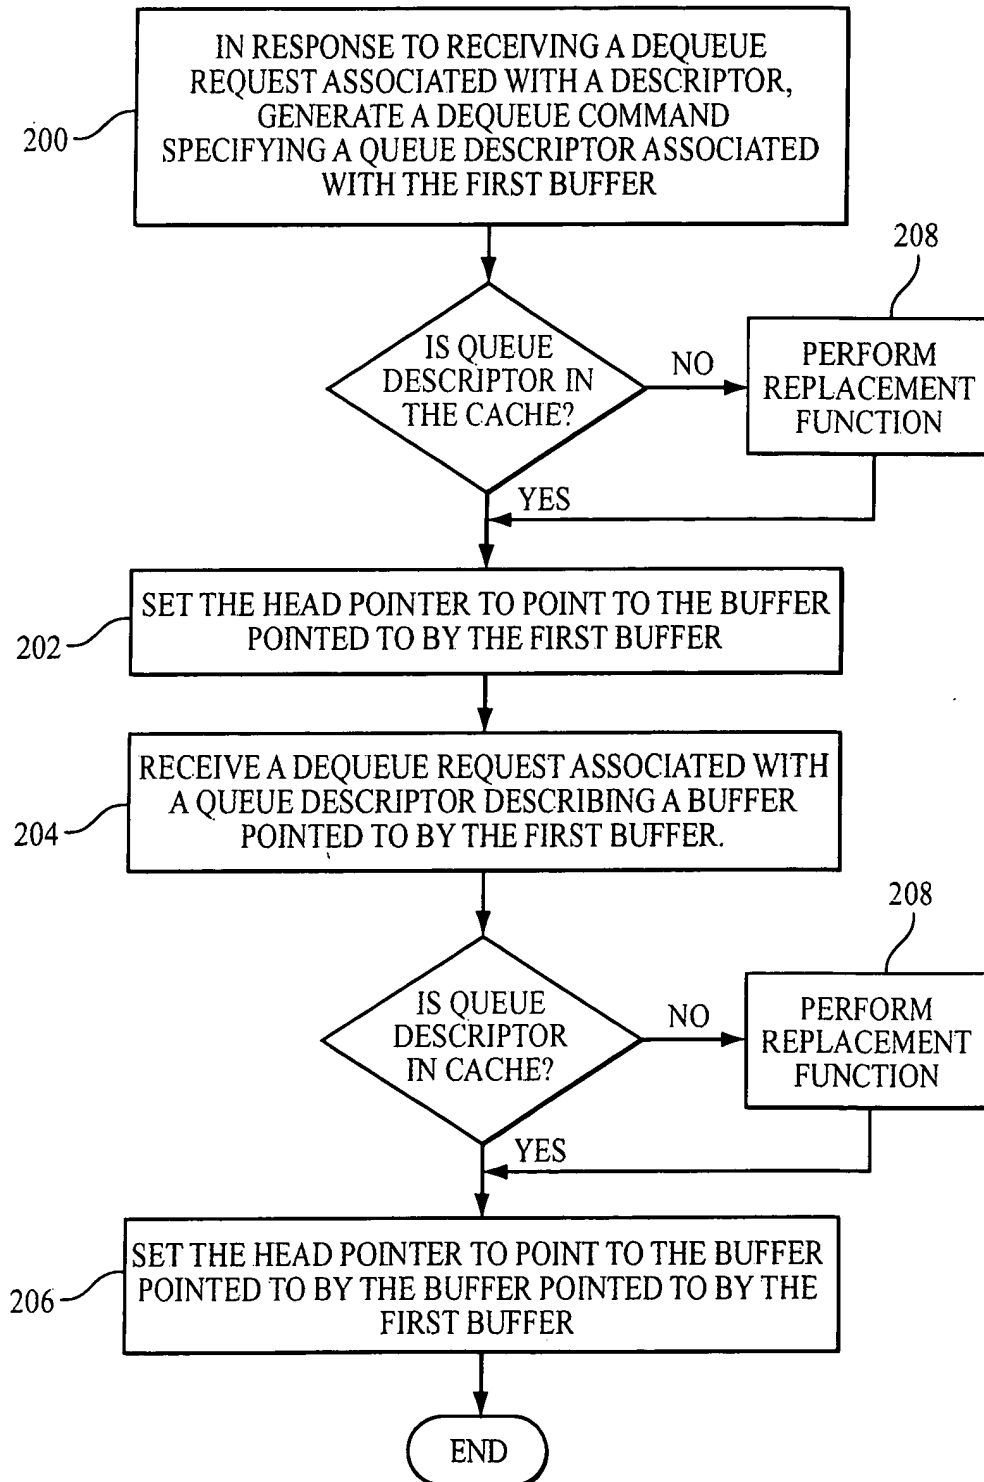 IN RESPONSE TO RECEIVING A DEQUEUE
REQUEST ASSOCIATED WITH A DESCRIPTOR,
GENERATE A DEQUEUE COMMAND
SPECIFYING A QUEUE DESCRIPTOR ASSOCIATED
WITH THE FIRST BUFFER
200
208
IS QUEUE
DESCRIPTOR IN
THE CACHE?
NO
PERFORM
REPLACEMENT
FUNCTION
YES
SET THE HEAD POINTER TO POINT TO THE BUFFER
POINTED TO BY THE FIRST BUFFER
202
RECEIVE A DEQUEUE REQUEST ASSOCIATED WITH
A QUEUE DESCRIPTOR DESCRIBING A BUFFER
POINTED TO BY THE FIRST BUFFER.
204
208
IS QUEUE
DESCRIPTOR
IN CACHE?
NO
PERFORM
REPLACEMENT
FUNCTION
YES
SET THE HEAD POINTER TO POINT TO THE BUFFER
POINTED TO BY THE BUFFER POINTED TO BY THE
FIRST BUFFER
206
END